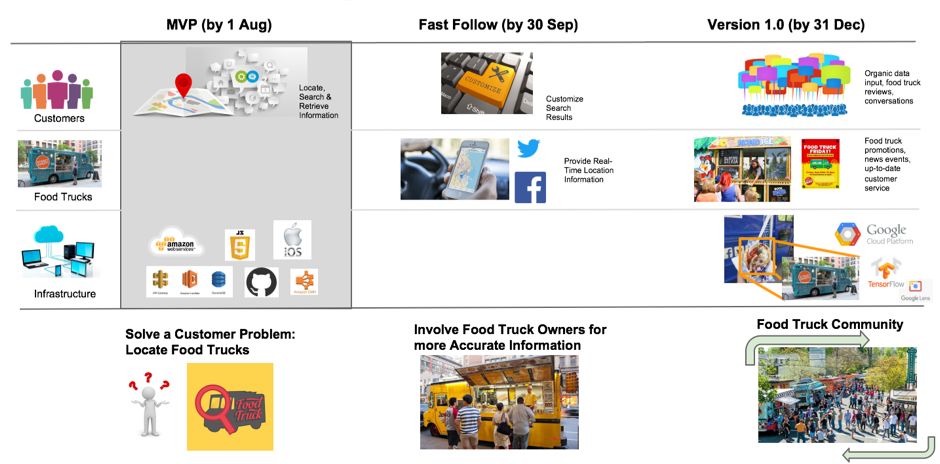 MVP (by 1 Aug)
Fast Follow (by 30 Sep)
Version 1.0 (by 31 Dec)
Customers
Locate,
Search &
Retrieve
Information
CUSTOMIZE
Shift
Customize
Search
Results
Organic data
input, food truck
reviews,
conversations
Food Trucks
Provide Real-
Time Location
Information
FOOD TRUCK
FRIDAY!
Food truck
promotions,
news events,
up-to-date
customer
service
Infrastructure
amazon
webservices
JS
iOS
Google
Cloud Platform
TensorFlow
Google Lens
Solve a Customer Problem:
Locate Food Trucks
Food
Truck
Involve Food Truck Owners for
more Accurate Information
Food Truck Community